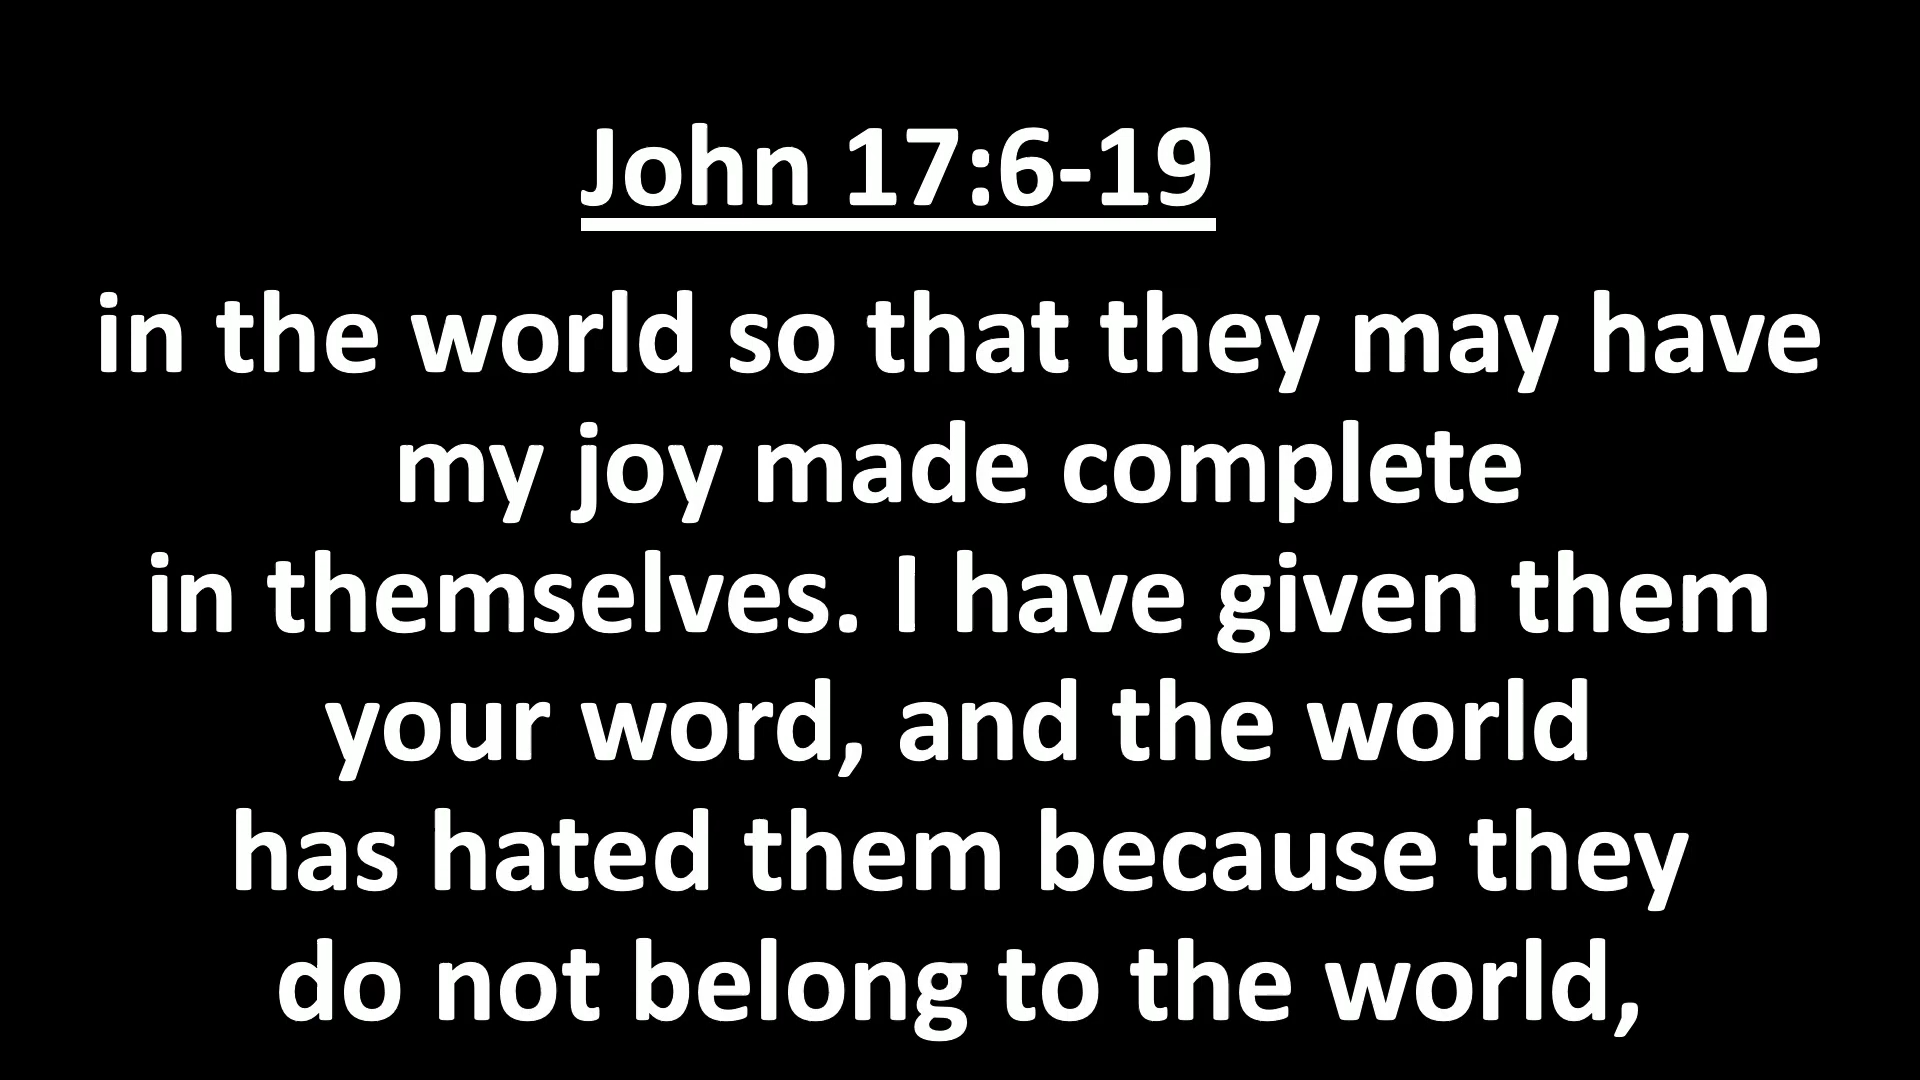 John 17:6-19
in the world so that they may have
my joy made complete
in themselves. I have given them
your word, and the world
has hated them because they
do not belong to the world,